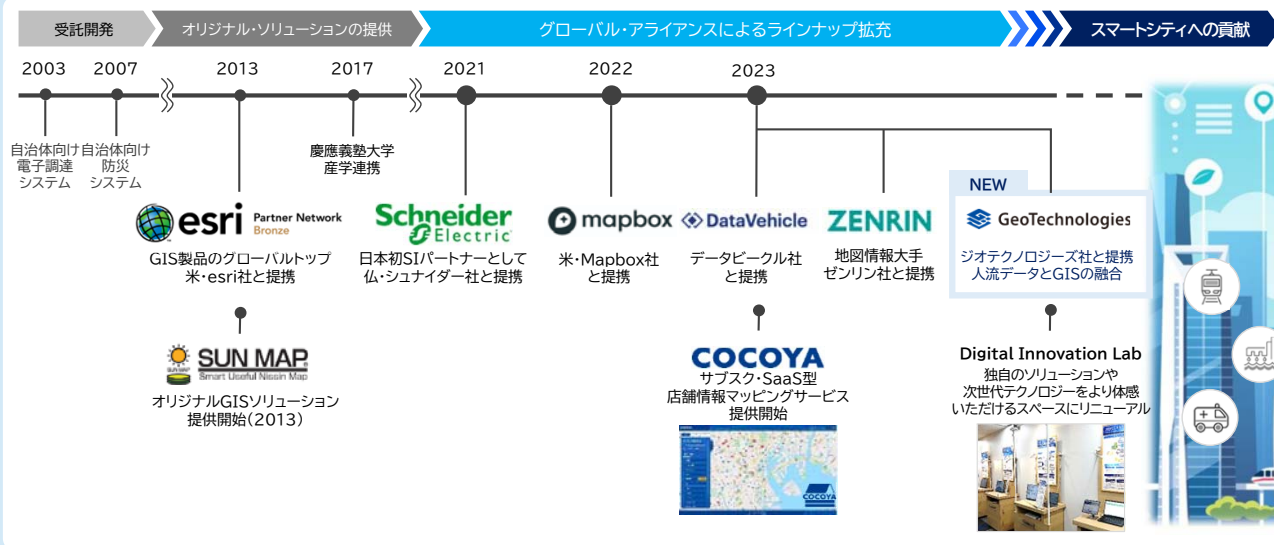 受託開発
オリジナル・ソリューションの提供
グローバル・アライアンスによるラインナップ拡充
スマートシティへの貢献
2003
2007
2013
2017
2021
2022
2023
自治体向け
電子調達
システム
自治体向け
防災
システム
慶應義塾大学
産学連携
esri Partner Network
Bronze
GIS製品のグローバルトップ
米・esri社と提携
Schneider
Electric
日本初SIパートナーとして
仏・シュナイダー社と提携
mapbox
米・Mapbox社
と提携
DataVehicle
データビークル社
と提携
ZENRIN
地図情報大手
ゼンリン社と提携
NEW
GeoTechnologies
ジオテクノロジーズ社と提携
人流データとGISの融合
SUN MAP
Smart Useful Nissin Map
オリジナルGISソリューション
提供開始(2013)
COCOYA
サブスク・SaaS型
店舗情報マッピングサービス
提供開始
COCOYA
Digital Innovation Lab
独自のソリューションや
次世代テクノロジーをより体感
いただけるスペースにリニューアル